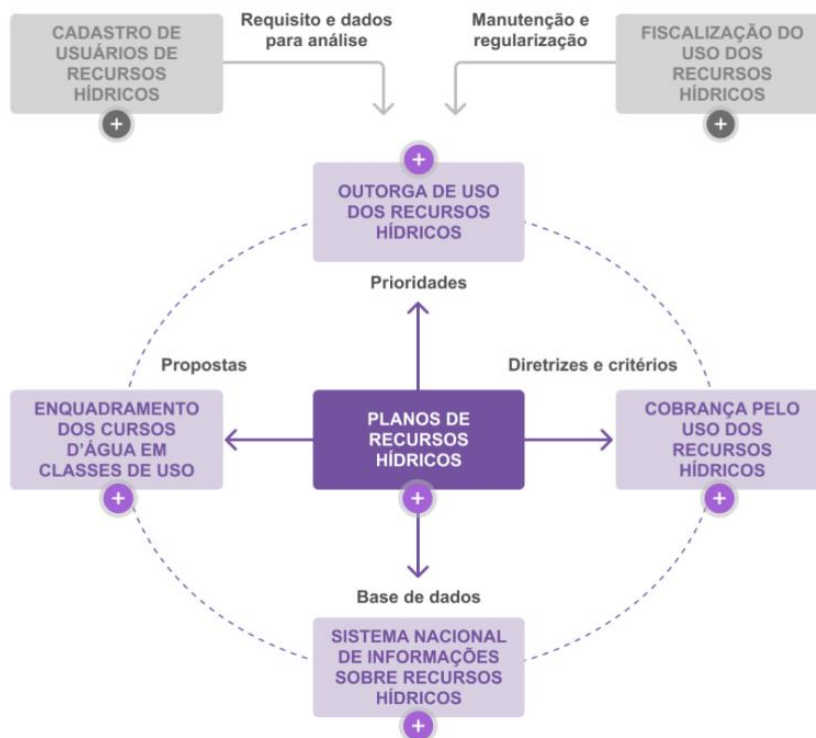 CADASTRO DE
USUÁRIOS DE
RECURSOS
HÍDRICOS
Requisito e dados
para análise
Manutenção e
regularização
FISCALIZAÇÃO DO
USO DOS
RECURSOS
HÍDRICOS
OUTORGA DE USO
DOS RECURSOS
HÍDRICOS
Prioridades
Propostas
Diretrizes e critérios
ENQUADRAMENTO
DOS CURSOS
D’ÁGUA EM
CLASSES DE USO
PLANOS DE
RECURSOS
HÍDRICOS
COBRANÇA PELO
USO DOS
RECURSOS
HÍDRICOS
Base de dados
SISTEMA NACIONAL
DE INFORMAÇÕES
SOBRE RECURSOS
HÍDRICOS